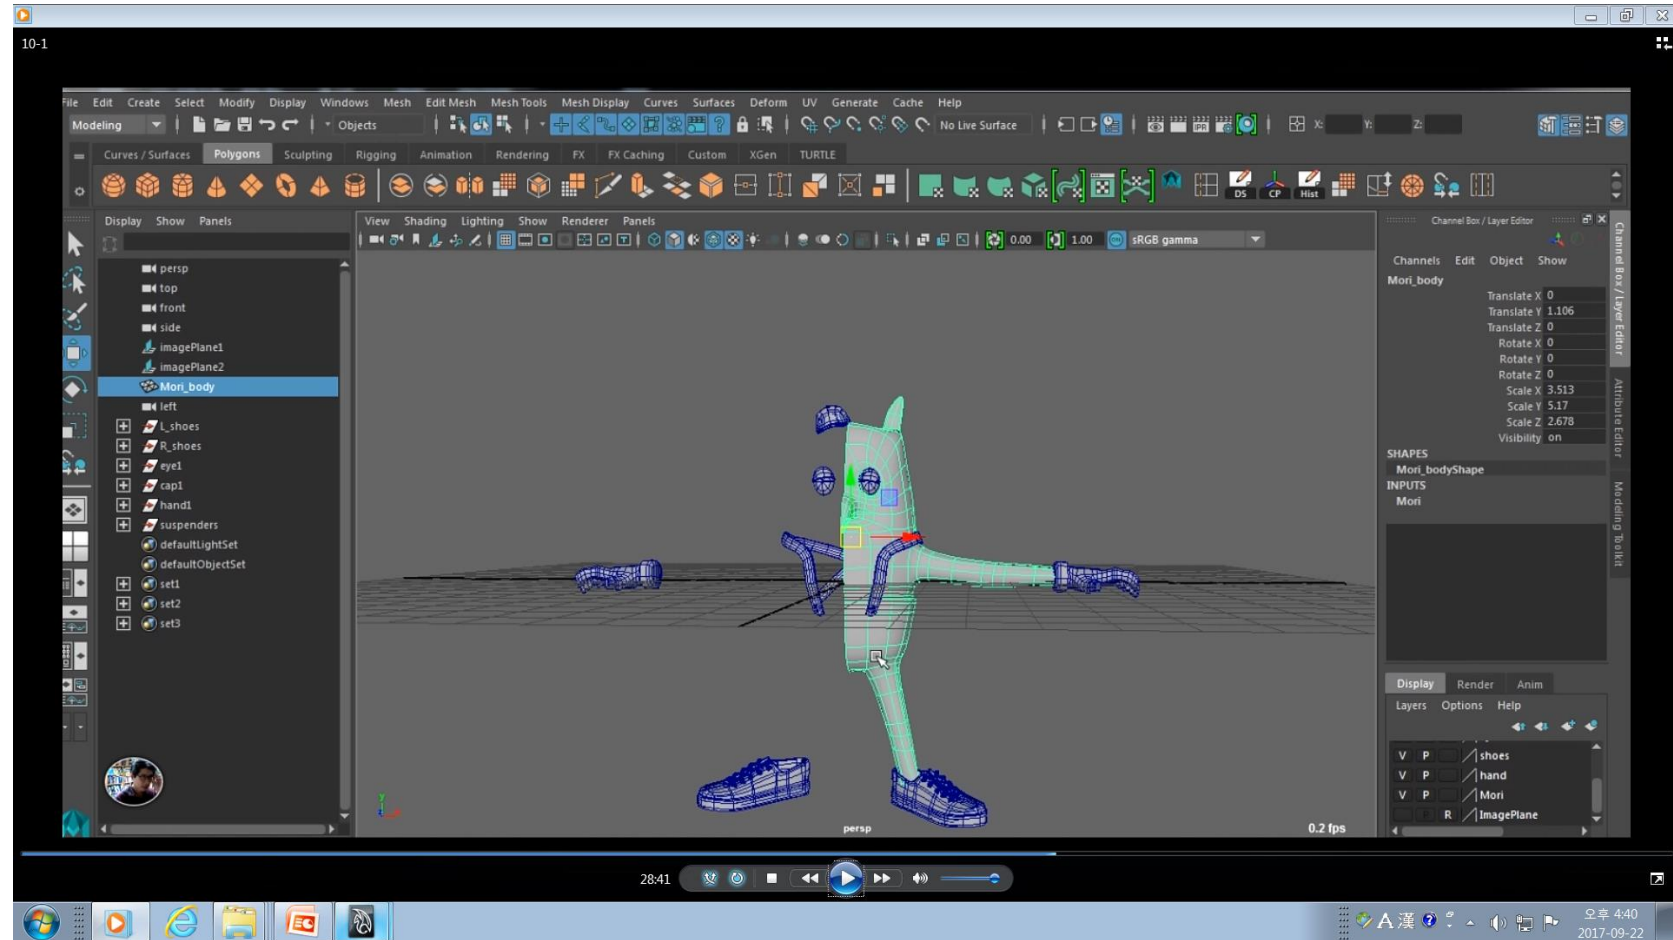 10-1
File Edit Create Select Modify Display Windows Mesh Edit Mesh Mesh Tools Mesh Display Curves Surfaces Deform UV Generate Cache Help
Modeling Objects No Live Surface X: Y: Z:
Curves / Surfaces Polygons Sculpting Rigging Animation Rendering FX FX Caching Custom XGen TURTLE
DS CP Hist
Display Show Panels
persp
top
front
side
imagePlane1
imagePlane2
Mori_body
left
L_shoes
R_shoes
eye1
cap1
hand1
suspenders
defaultLightSet
defaultObjectSet
set1
set2
set3
View Shading Lighting Show Renderer Panels
0.00 1.00 sRGB gamma
persp
0.2 fps
Channel Box / Layer Editor
Channels Edit Object Show
Mori_body
Translate X 0
Translate Y 1.106
Translate Z 0
Rotate X 0
Rotate Y 0
Rotate Z 0
Scale X 3.513
Scale Y 5.17
Scale Z 2.678
Visibility on
SHAPES
Mori_bodyShape
INPUTS
Mori
Display Render Anim
Layers Options Help
V P shoes
V P hand
V P Mori
R ImagePlane
Channel Box / Layer Editor
Attribute Editor
Modeling Toolkit
28:41
A 漢
오후 4:40
2017-09-22